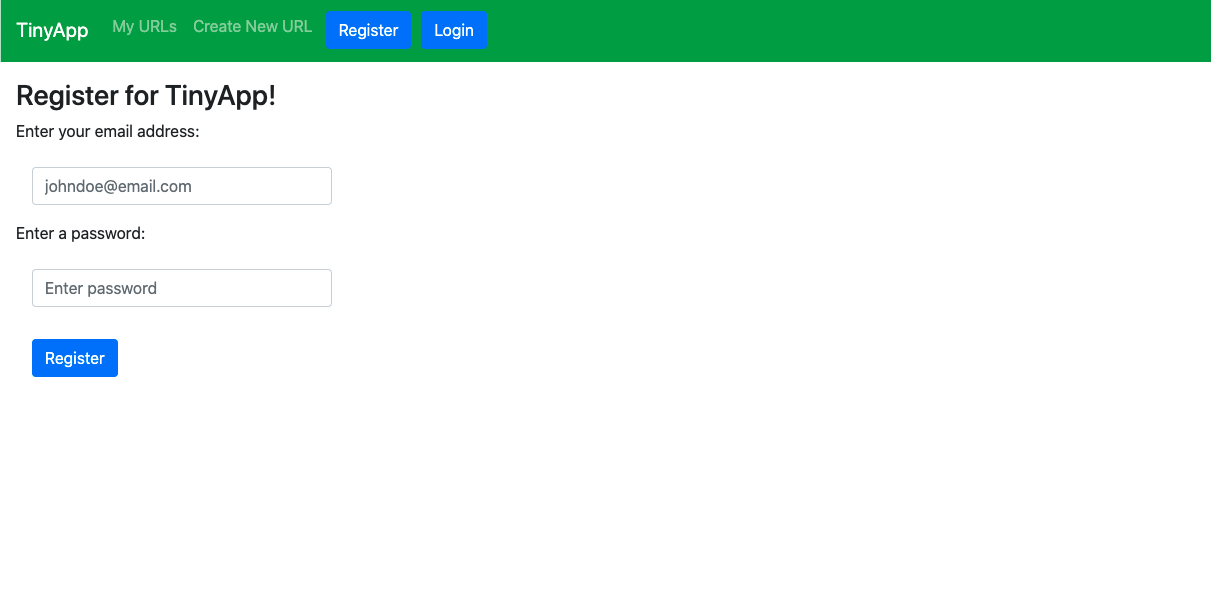 TinyApp My URLs Create New URL Register Login
Register for TinyApp!
Enter your email address:
johndoe@email.com
Enter a password:
Enter password
Register